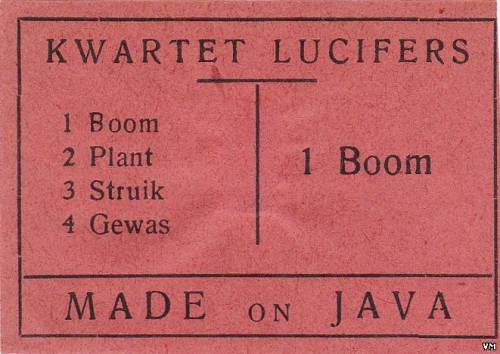 KWARTET LUCIFERS
1 Boom
2 Plant
3 Struik
4 Gewas
1 Boom
MADE ON JAVA
VM